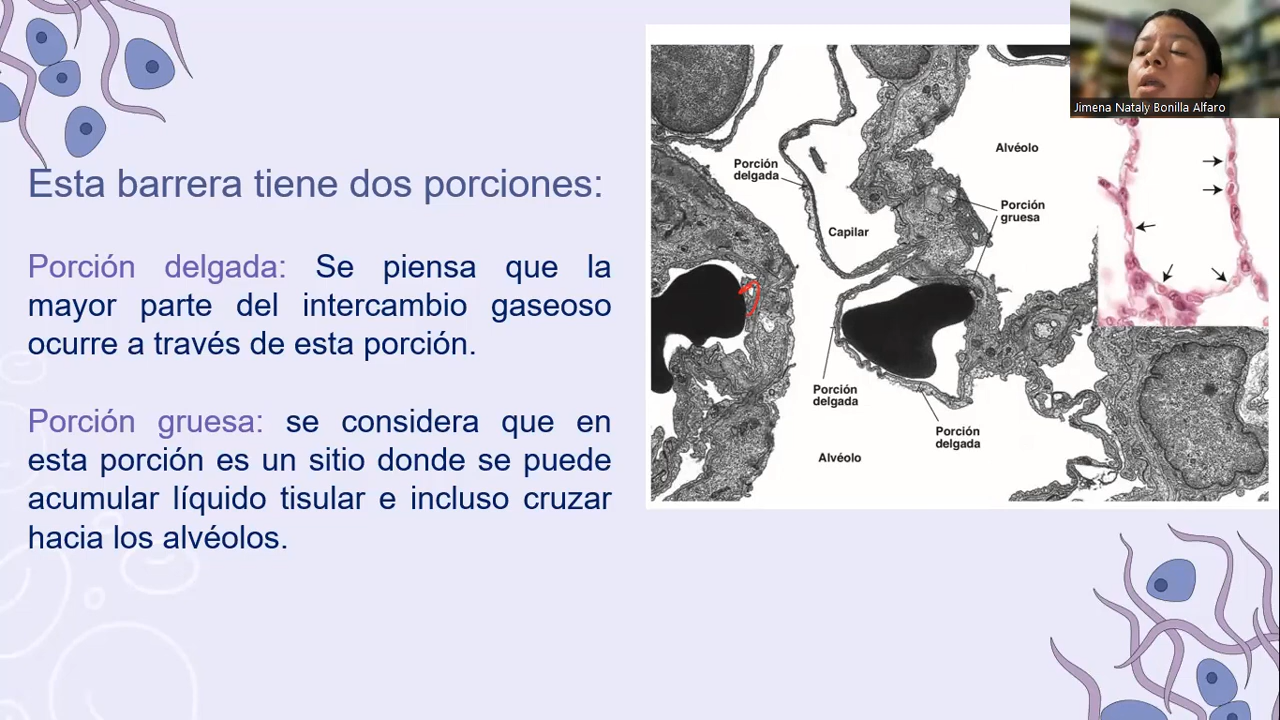 Esta barrera tiene dos porciones:
Porción delgada: Se piensa que la
mayor parte del intercambio gaseoso
ocurre a través de esta porción.
Porción gruesa: se considera que en
esta porción es un sitio donde se puede
acumular líquido tisular e incluso cruzar
hacia los alvéolos.
Porción
delgada
Alvéolo
Porción
gruesa
Capilar
Porción
delgada
Porción
delgada
Alvéolo
Jimena Nataly Bonilla Alfaro